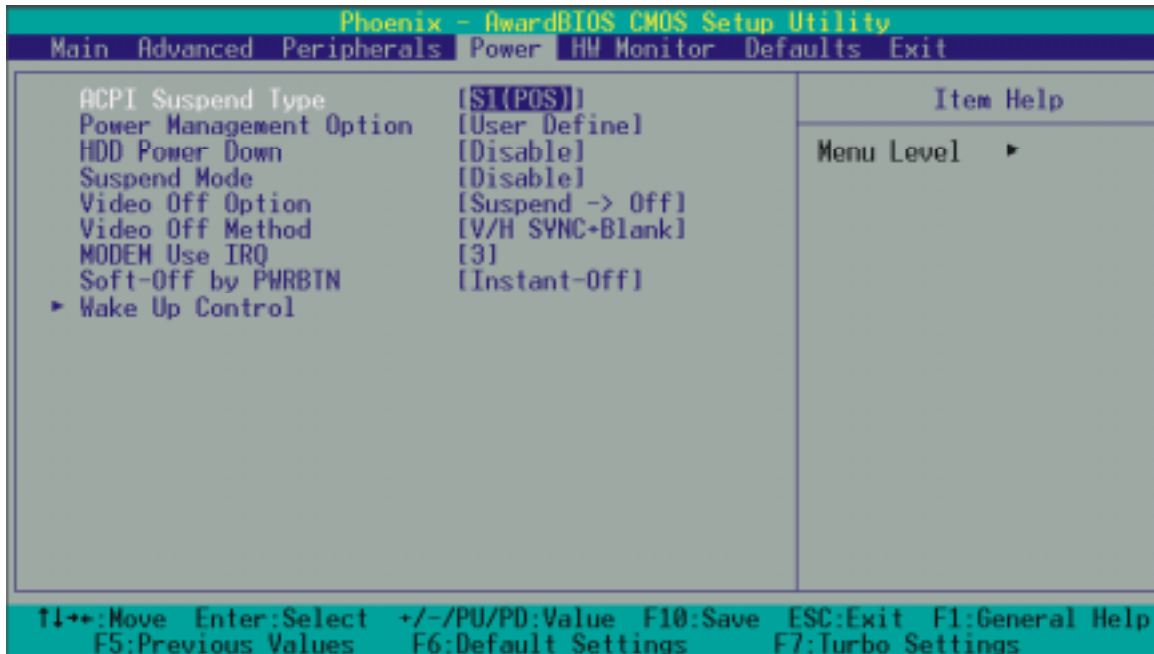 Phoenix - AwardBIOS CMOS Setup Utility
Main Advanced Peripherals Power HW Monitor Defaults Exit
ACPI Suspend Type [S1(POS)]
Power Management Option [User Define]
HDD Power Down [Disable]
Suspend Mode [Disable]
Video Off Option [Suspend -> Off]
Video Off Method [V/H SYNC+Blank]
MODEM Use IRQ [3]
Soft-Off by PWRBTN [Instant-Off]
► Wake Up Control
Item Help
Menu Level ►
↑↓→←:Move Enter:Select +/-/PU/PD:Value F10:Save ESC:Exit F1:General Help
F5:Previous Values F6:Default Settings F7:Turbo Settings